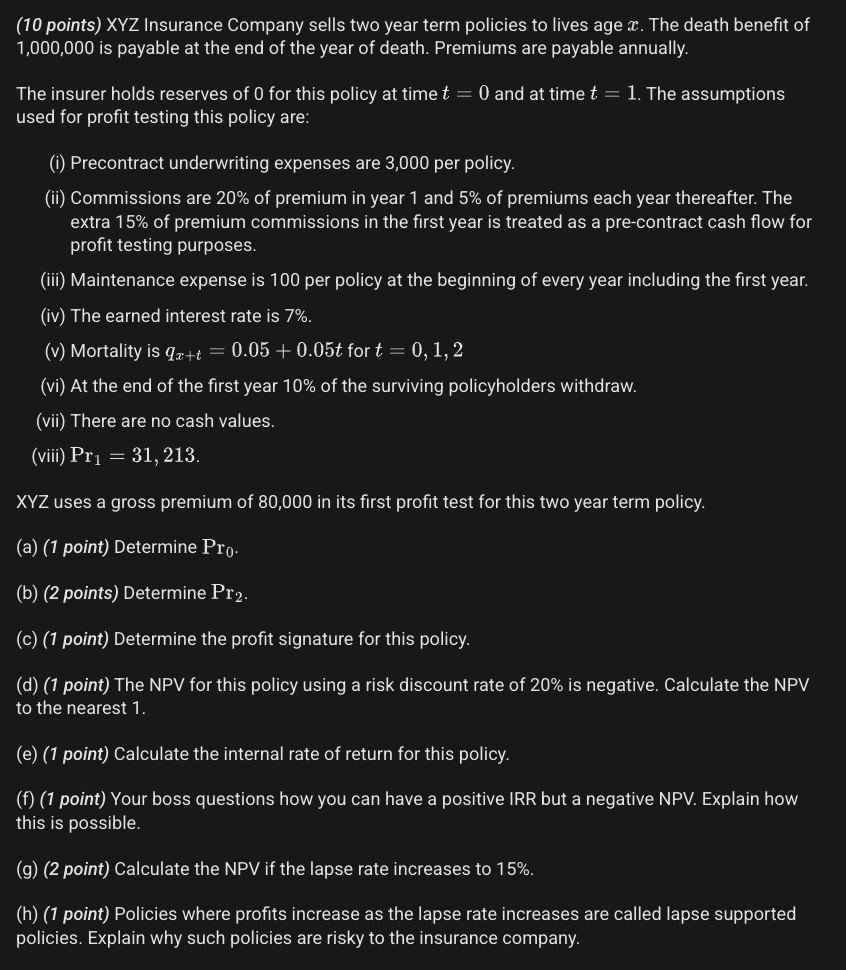 (10 points) XYZ Insurance Company sells two year term policies to lives age x. The death benefit of
1,000,000 is payable at the end of the year of death. Premiums are payable annually.
The insurer holds reserves of 0 for this policy at time t = 0 and at time t = 1. The assumptions
used for profit testing this policy are:
(i) Precontract underwriting expenses are 3,000 per policy.
(ii) Commissions are 20% of premium in year 1 and 5% of premiums each year thereafter. The
extra 15% of premium commissions in the first year is treated as a pre-contract cash flow for
profit testing purposes.
(iii) Maintenance expense is 100 per policy at the beginning of every year including the first year.
(iv) The earned interest rate is 7%.
(v) Mortality is q_{x+t} = 0.05 + 0.05t for t = 0, 1, 2
(vi) At the end of the first year 10% of the surviving policyholders withdraw.
(vii) There are no cash values.
(viii) Pr₁ = 31, 213.
XYZ uses a gross premium of 80,000 in its first profit test for this two year term policy.
(a) (1 point) Determine Pr₀.
(b) (2 points) Determine Pr₂.
(c) (1 point) Determine the profit signature for this policy.
(d) (1 point) The NPV for this policy using a risk discount rate of 20% is negative. Calculate the NPV
to the nearest 1.
(e) (1 point) Calculate the internal rate of return for this policy.
(f) (1 point) Your boss questions how you can have a positive IRR but a negative NPV. Explain how
this is possible.
(g) (2 point) Calculate the NPV if the lapse rate increases to 15%.
(h) (1 point) Policies where profits increase as the lapse rate increases are called lapse supported
policies. Explain why such policies are risky to the insurance company.